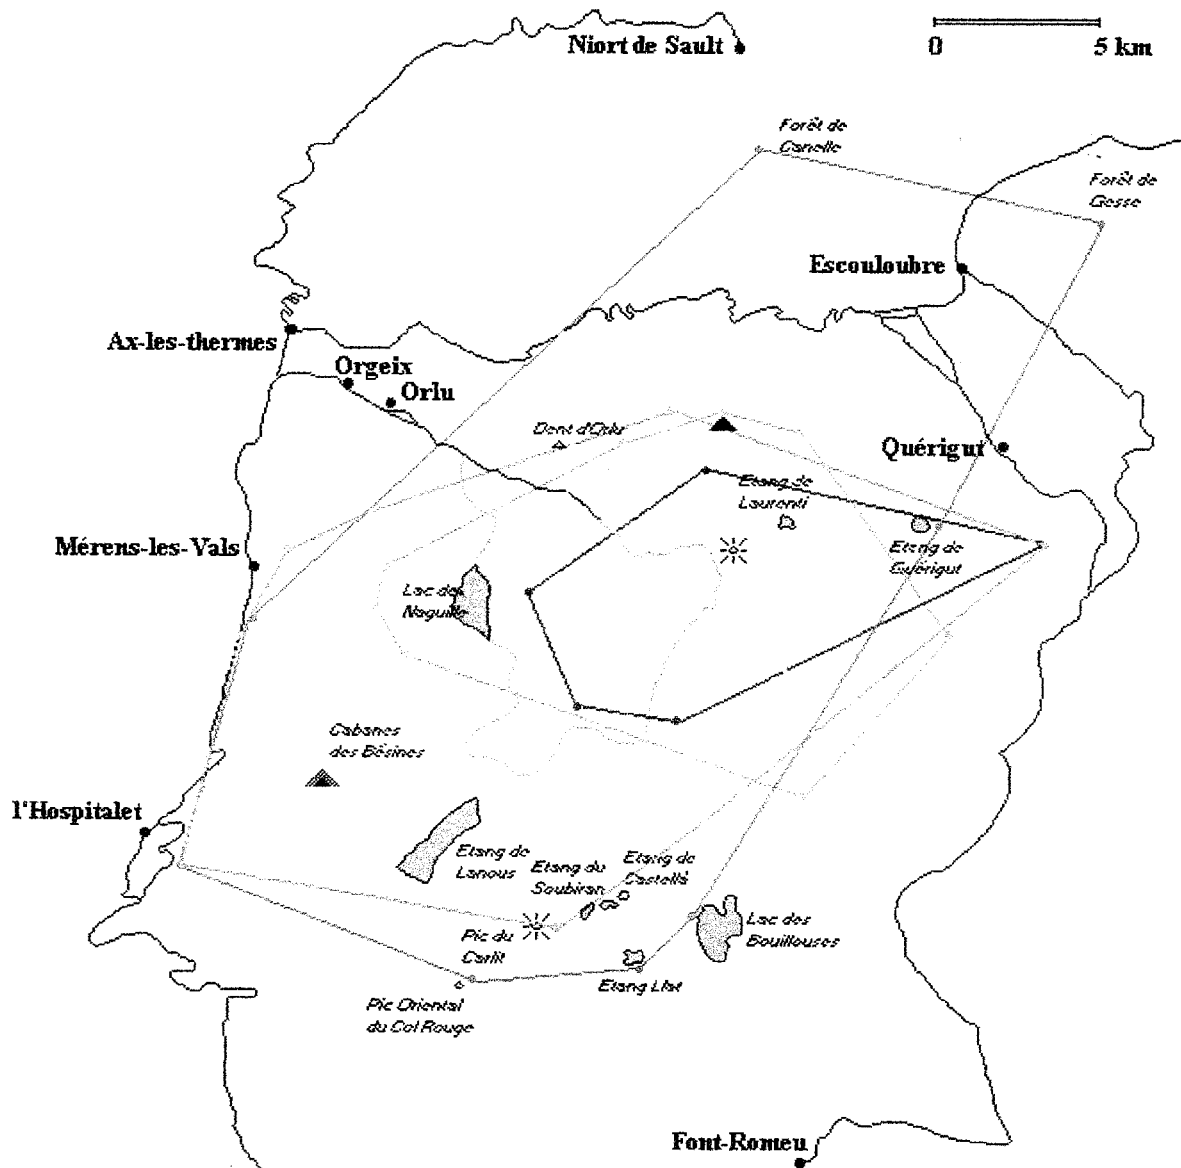 Niort de Sault
0 5 km
Forêt de
Canelle
Forêt de
Gesse
Escouloubre
Ax-les-thermes
Orgeix
Orlu
Dent d'Orlu
Quérigut
Etang de
Laurenti
Etang de
Quérigut
Mérens-les-Vals
Lac de
Naguille
Cabanes
des Bésines
l'Hospitalet
Etang de
Lanous
Etang du
Soubiran
Etang de
Castella
Pic du
Carlit
Lac des
Bouillouses
Etang Llat
Pic Oriental
du Col Rouge
Font-Romeu